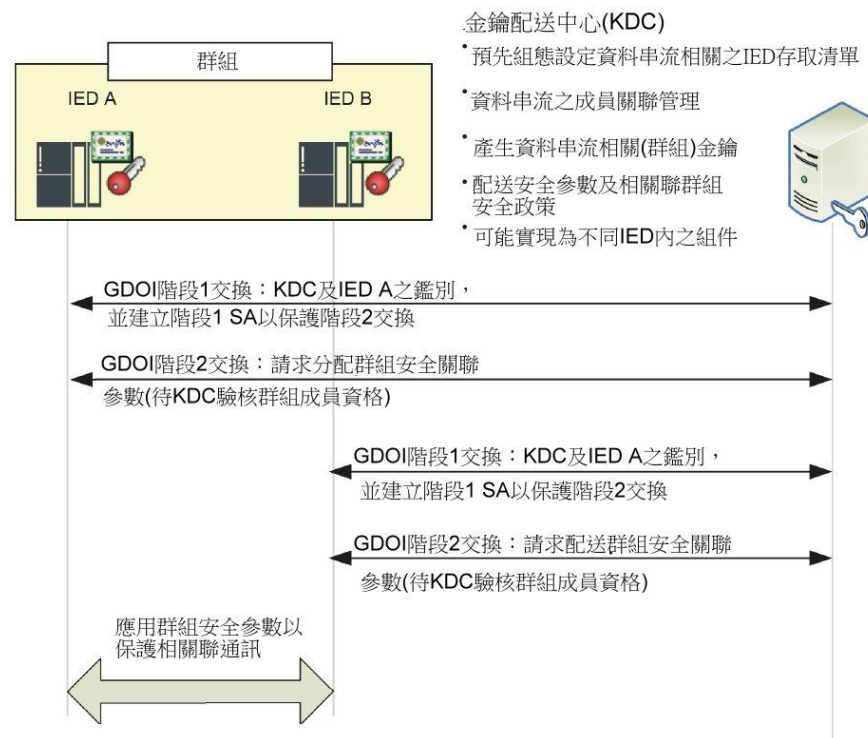 群組
IED A
IED B
金鑰配送中心(KDC)
•預先組態設定資料串流相關之IED存取清單
•資料串流之成員關聯管理
•產生資料串流相關(群組)金鑰
•配送安全參數及相關聯群組
安全政策
•可能實現為不同IED內之組件
GDOI階段1交換：KDC及IED A之鑑別，
並建立階段1 SA以保護階段2交換
GDOI階段2交換：請求分配群組安全關聯
參數(待KDC驗核群組成員資格)
GDOI階段1交換：KDC及IED A之鑑別，
並建立階段1 SA以保護階段2交換
GDOI階段2交換：請求配送群組安全關聯
參數(待KDC驗核群組成員資格)
應用群組安全參數以
保護相關聯通訊